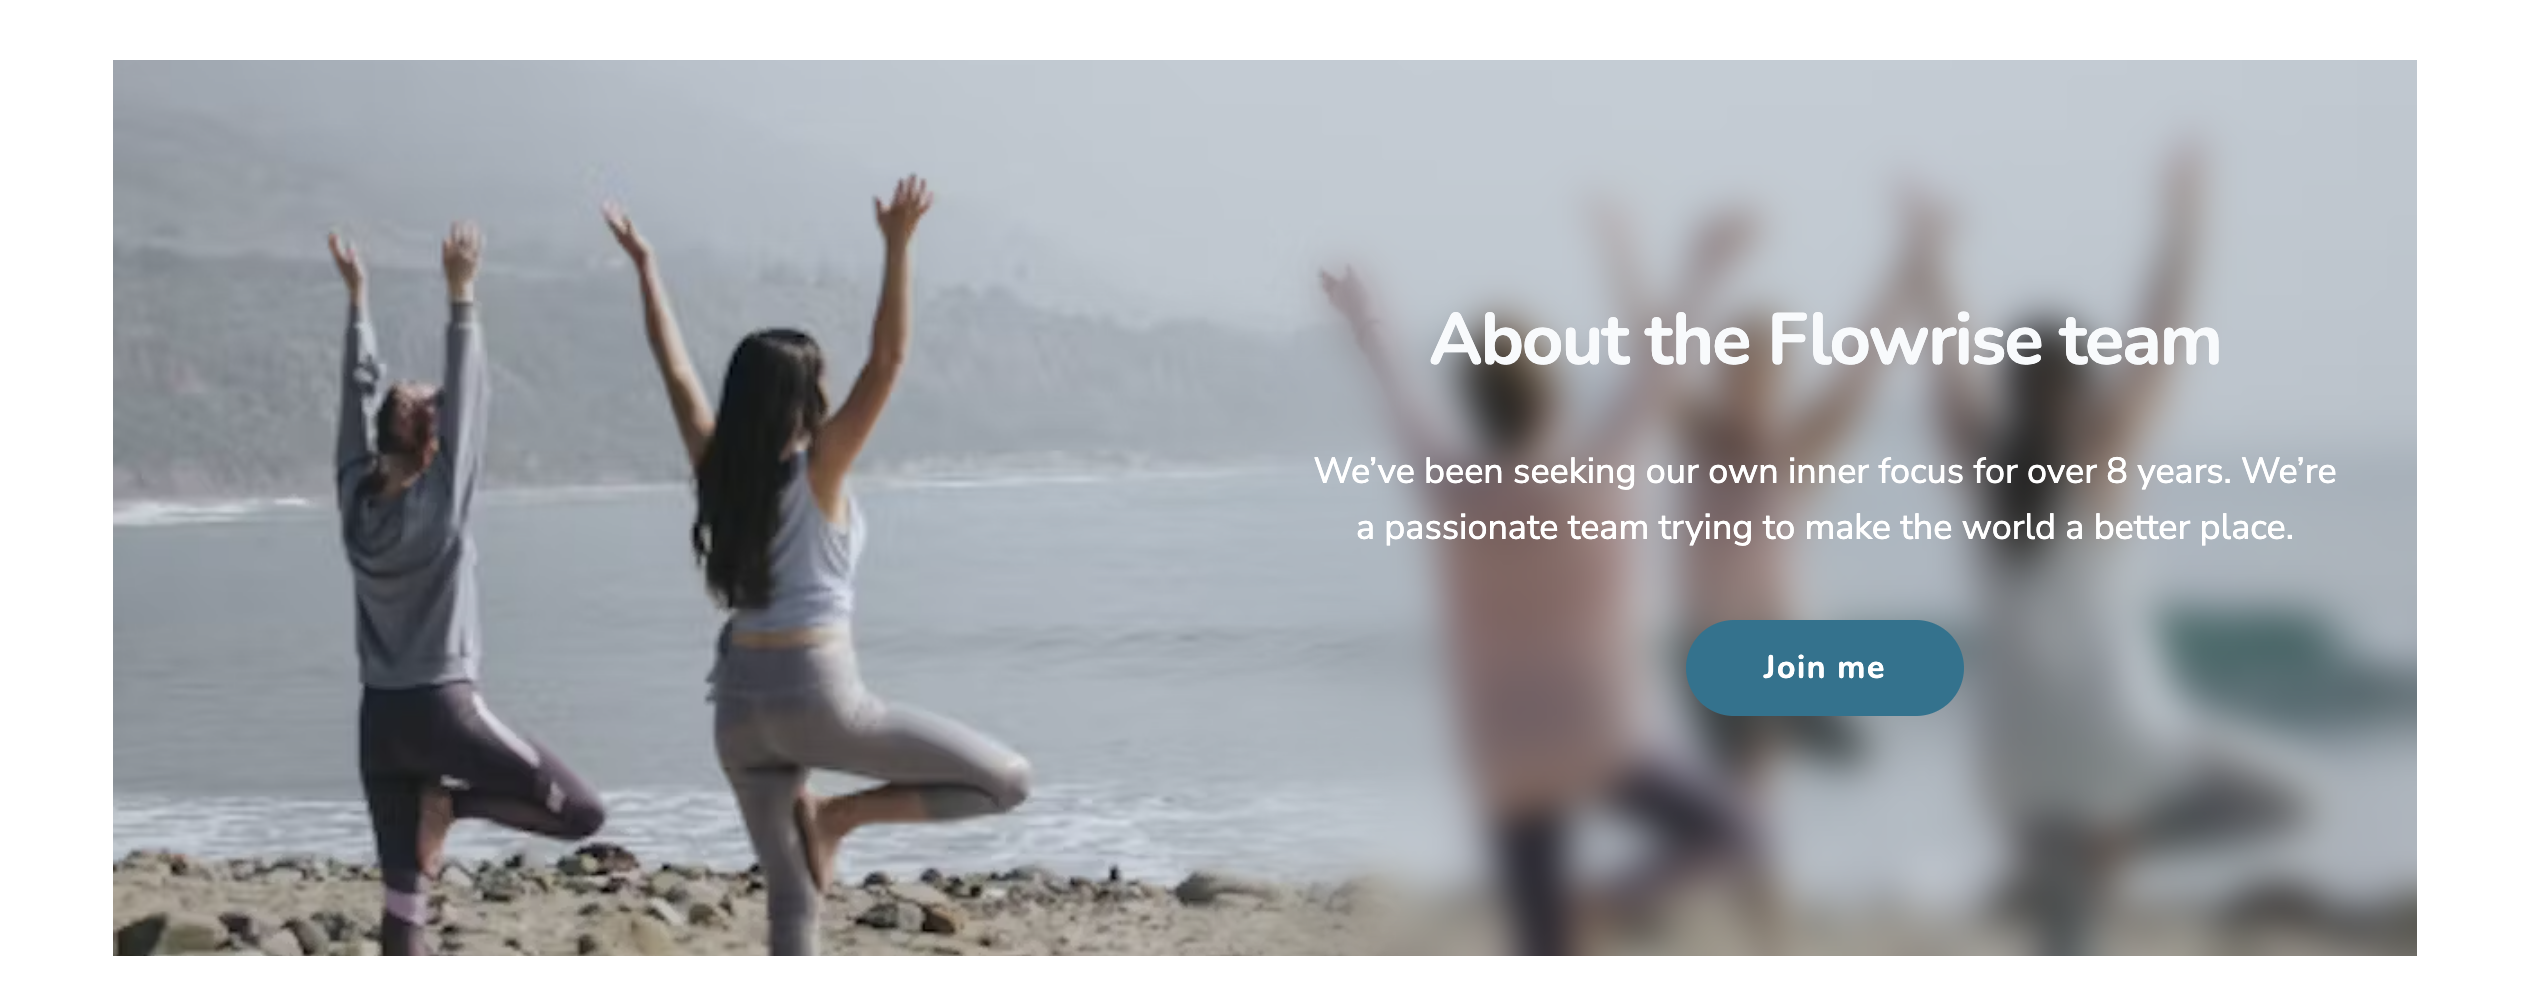 About the Flowrise team
We’ve been seeking our own inner focus for over 8 years. We’re
a passionate team trying to make the world a better place.
Join me